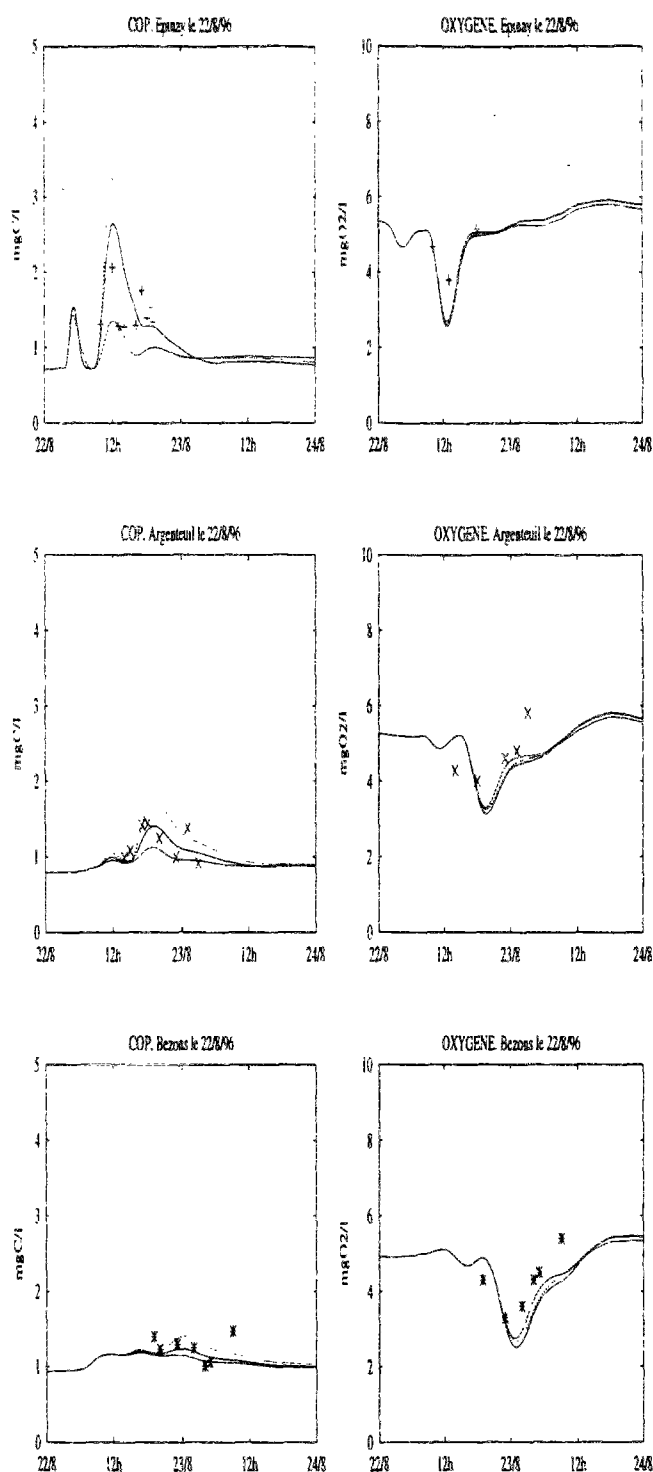 COP. Epinay le 22/8/96
5
4
3
2
1
0
mgC/l
22/8 12h 23/8 12h 24/8
OXYGENE. Epinay le 22/8/96
10
8
6
4
2
0
mgO2/l
22/8 12h 23/8 12h 24/8
COP. Argenteuil le 22/8/96
5
4
3
2
1
0
mgC/l
22/8 12h 23/8 12h 24/8
OXYGENE. Argenteuil le 22/8/96
10
8
6
4
2
0
mgO2/l
22/8 12h 23/8 12h 24/8
COP. Bezons le 22/8/96
5
4
3
2
1
0
mgC/l
22/8 12h 23/8 12h 24/8
OXYGENE. Bezons le 22/8/96
10
8
6
4
2
0
mgO2/l
22/8 12h 23/8 12h 24/8